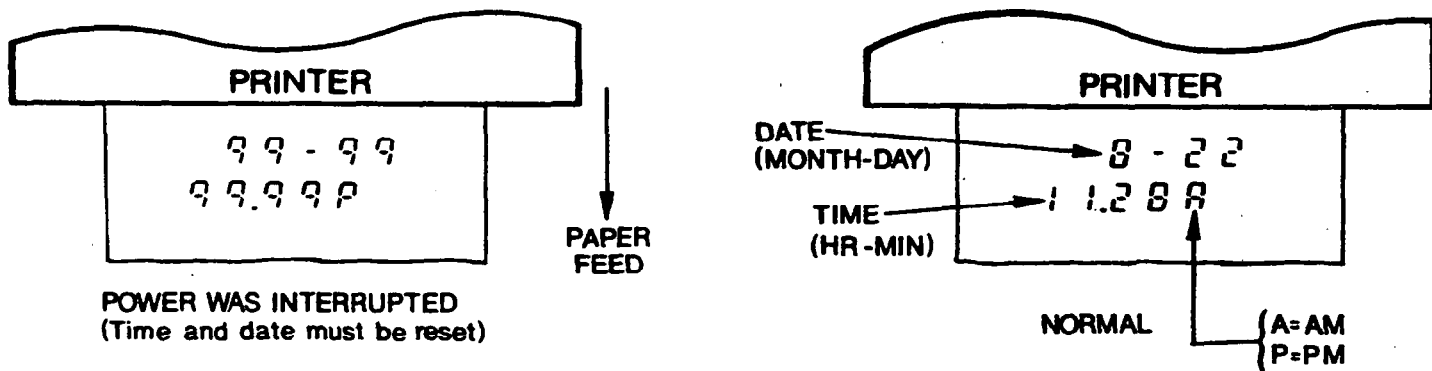 PRINTER
99-99
99.99P
PAPER
FEED
POWER WAS INTERRUPTED
(Time and date must be reset)
PRINTER
DATE
(MONTH-DAY)
8-22
TIME
(HR-MIN)
11.28A
NORMAL
A=AM
P=PM